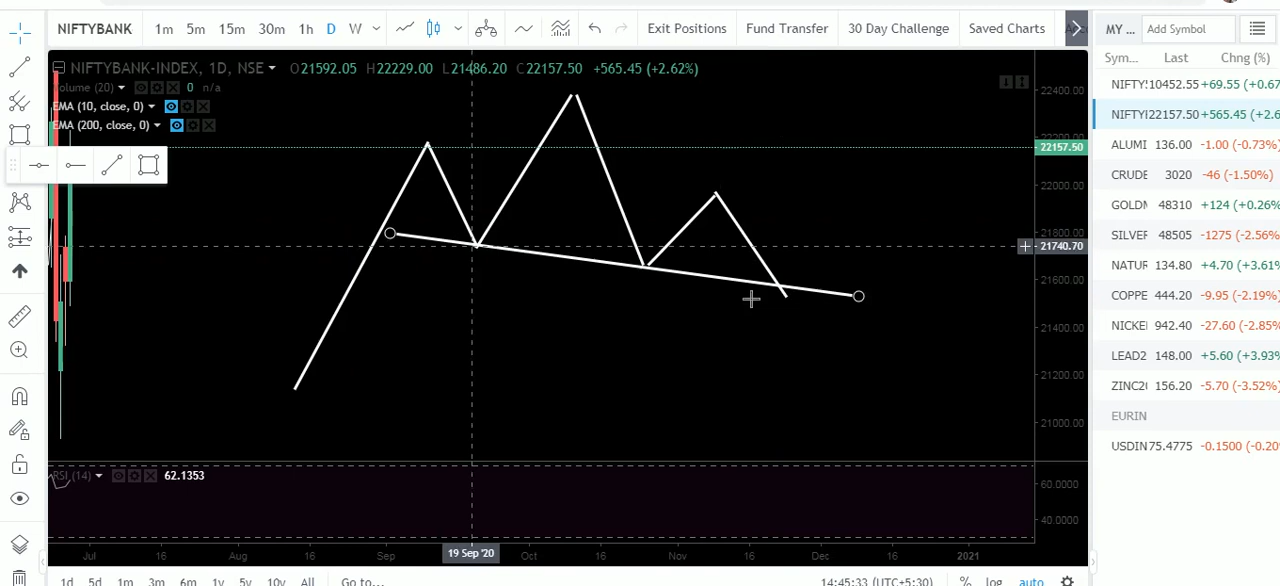 NIFTYBANK 1m 5m 15m 30m 1h D W Exit Positions Fund Transfer 30 Day Challenge Saved Charts
MY ... Add Symbol
NIFTYBANK-INDEX, 1D, NSE O21592.05 H22229.00 L21486.20 C22157.50 +565.45 (+2.62%)
Volume (20) 0 n/a
EMA (10, close, 0)
EMA (200, close, 0)
22400.00
22157.50
22000.00
21800.00
21740.70
21600.00
21400.00
21200.00
21000.00
RSI (14) 62.1353
60.0000
40.0000
Jul 16 Aug 16 Sep 19 Sep '20 Oct 16 Nov 16 Dec 16 2021
1d 5d 1m 3m 6m 1y 5y 10y All Go to... 14:45:33 (UTC+5:30) % log auto
Sym... Last Chng (%)
NIFTY 10452.55 +69.55 (+0.67
NIFTY 22157.50 +565.45 (+2.6
ALUMI 136.00 -1.00 (-0.73%)
CRUDE 3020 -46 (-1.50%)
GOLDM 48310 +124 (+0.26%
SILVER 48505 -1275 (-2.56%
NATUR 134.80 +4.70 (+3.61%
COPPE 444.20 -9.95 (-2.19%)
NICKE 942.40 -27.60 (-2.85%
LEAD2 148.00 +5.60 (+3.93%
ZINC2 156.20 -5.70 (-3.52%)
EURIN
USDIN 75.4775 -0.1500 (-0.20